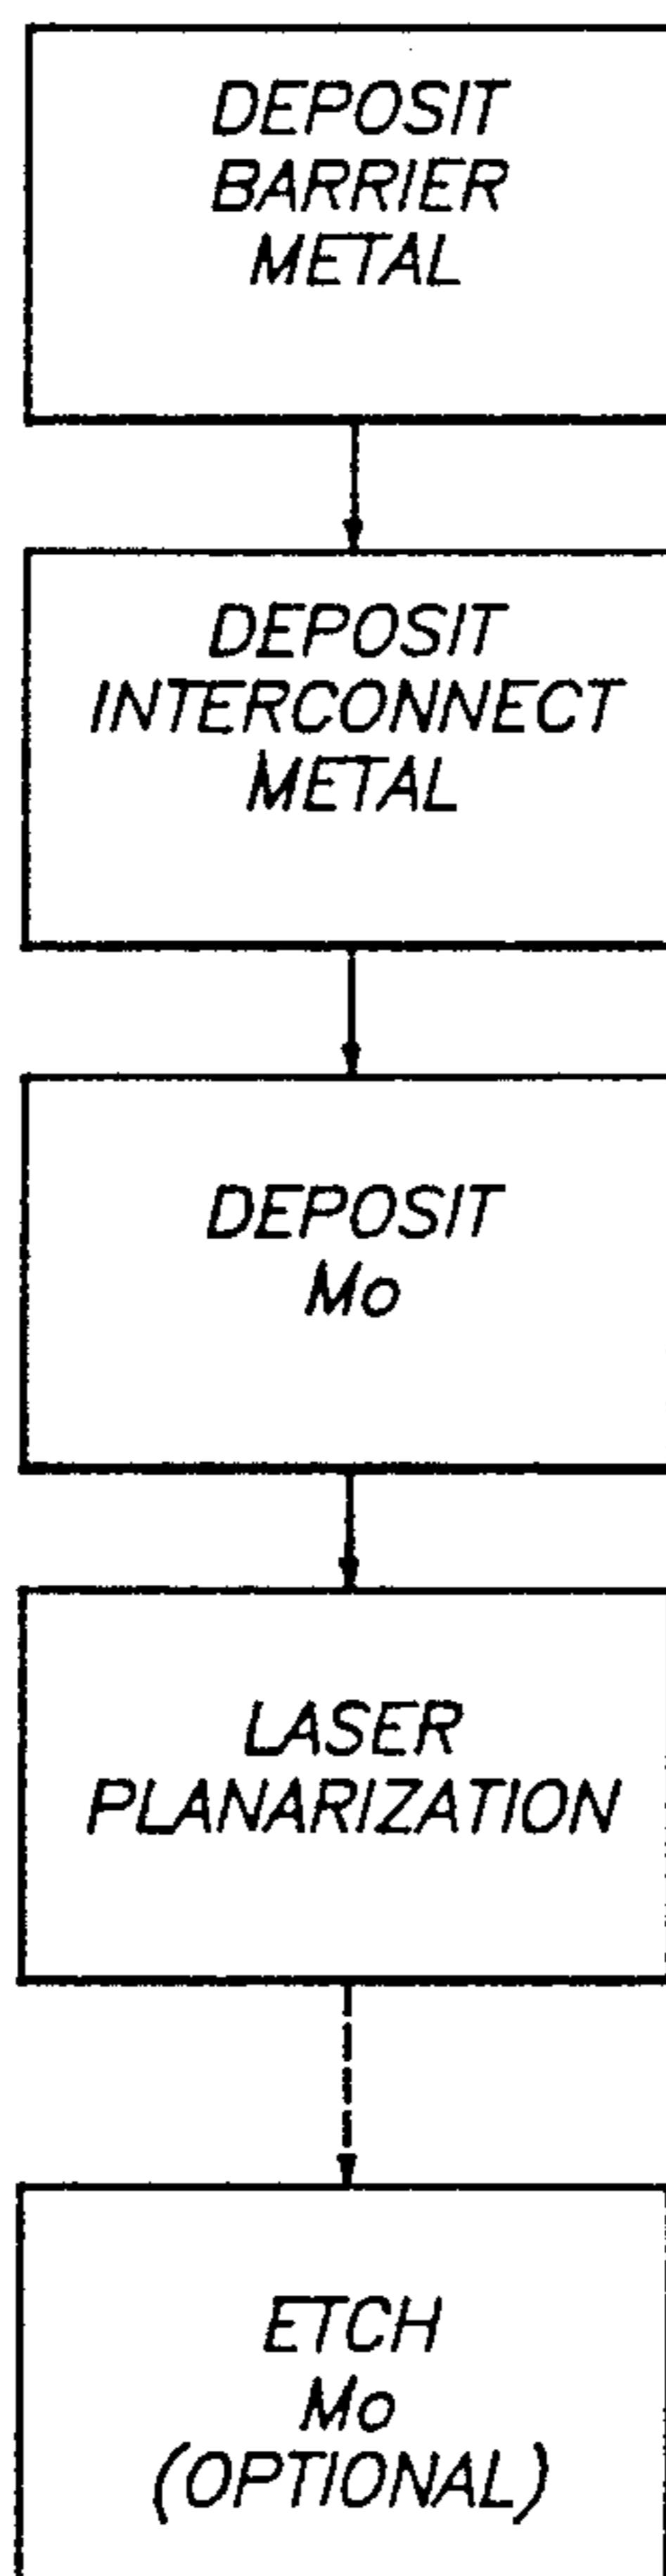 DEPOSIT
BARRIER
METAL
DEPOSIT
INTERCONNECT
METAL
DEPOSIT
Mo
LASER
PLANARIZATION
ETCH
Mo
(OPTIONAL)